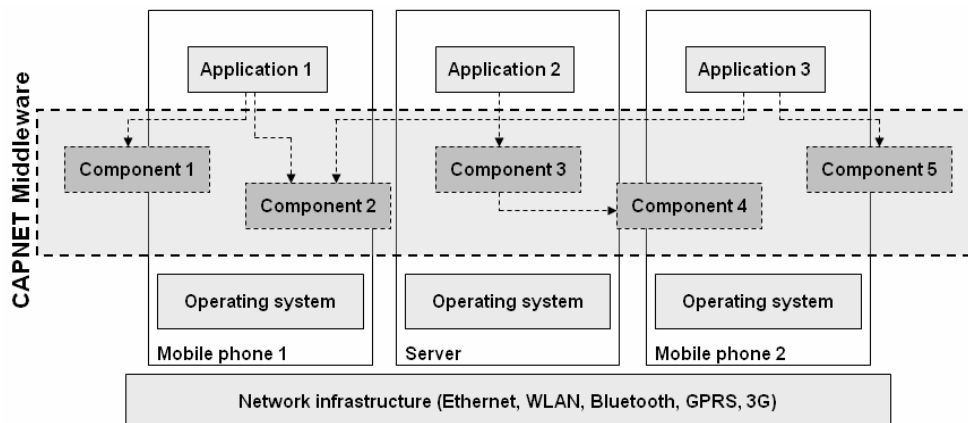 Application 1
Application 2
Application 3
CAPNET Middleware
Component 1
Component 3
Component 5
Component 2
Component 4
Operating system
Operating system
Operating system
Mobile phone 1
Server
Mobile phone 2
Network infrastructure (Ethernet, WLAN, Bluetooth, GPRS, 3G)